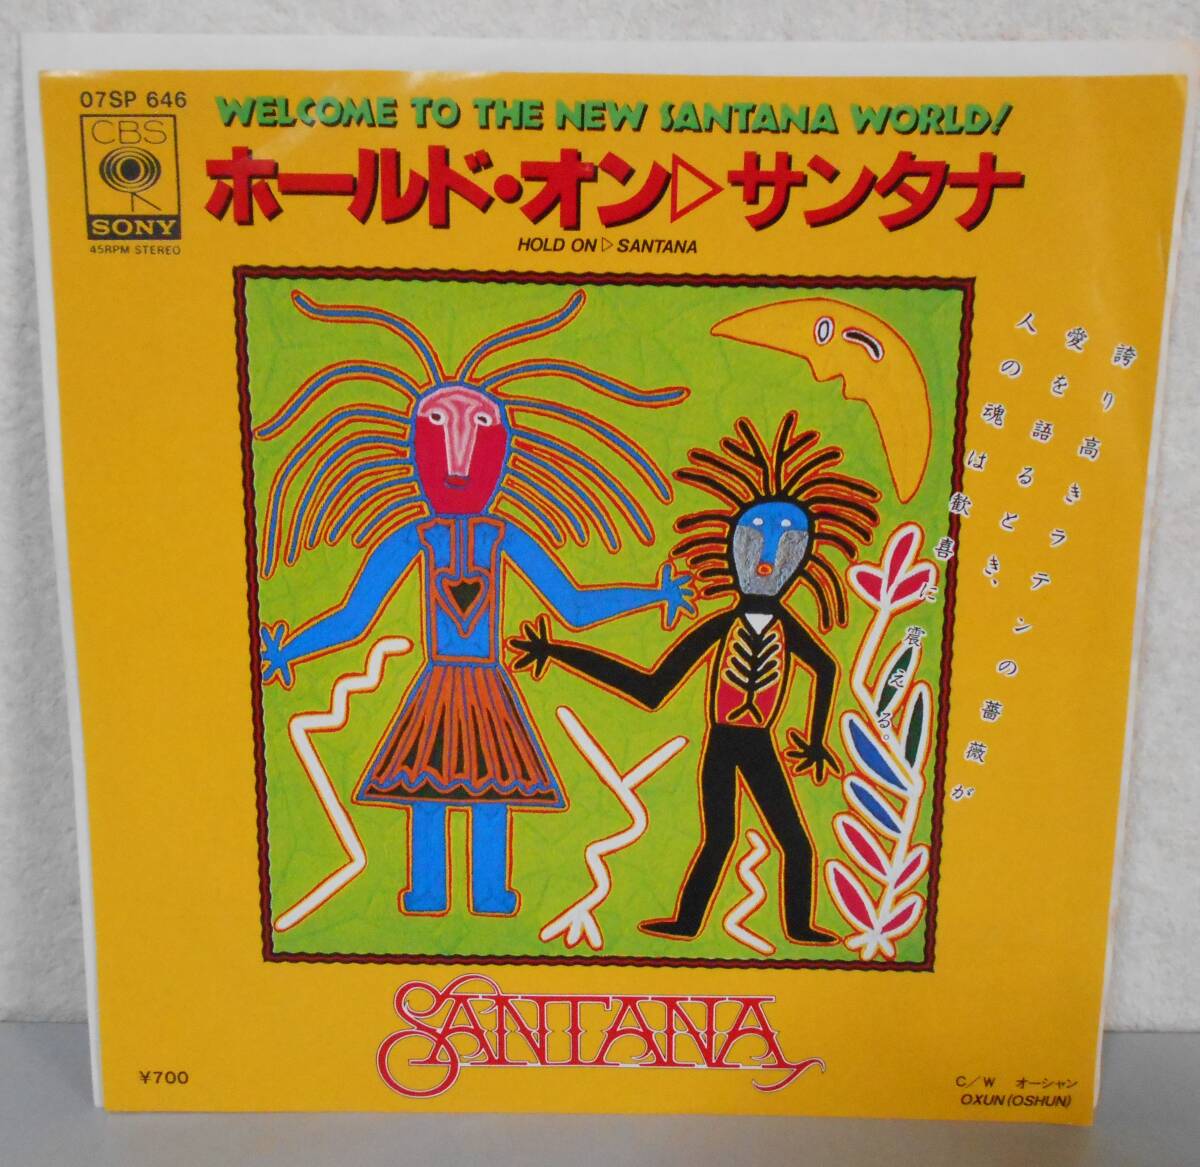 07SP 646
CBS
SONY
45RPM STEREO
WELCOME TO THE NEW SANTANA WORLD!
ホールド・オン▷サンタナ
HOLD ON ▷ SANTANA
誇り高きラテンの薔薇が
愛を語るとき、
人の魂は歓喜に震える。
SANTANA
¥700
C/W オーシャン
OXUN (OSHUN)